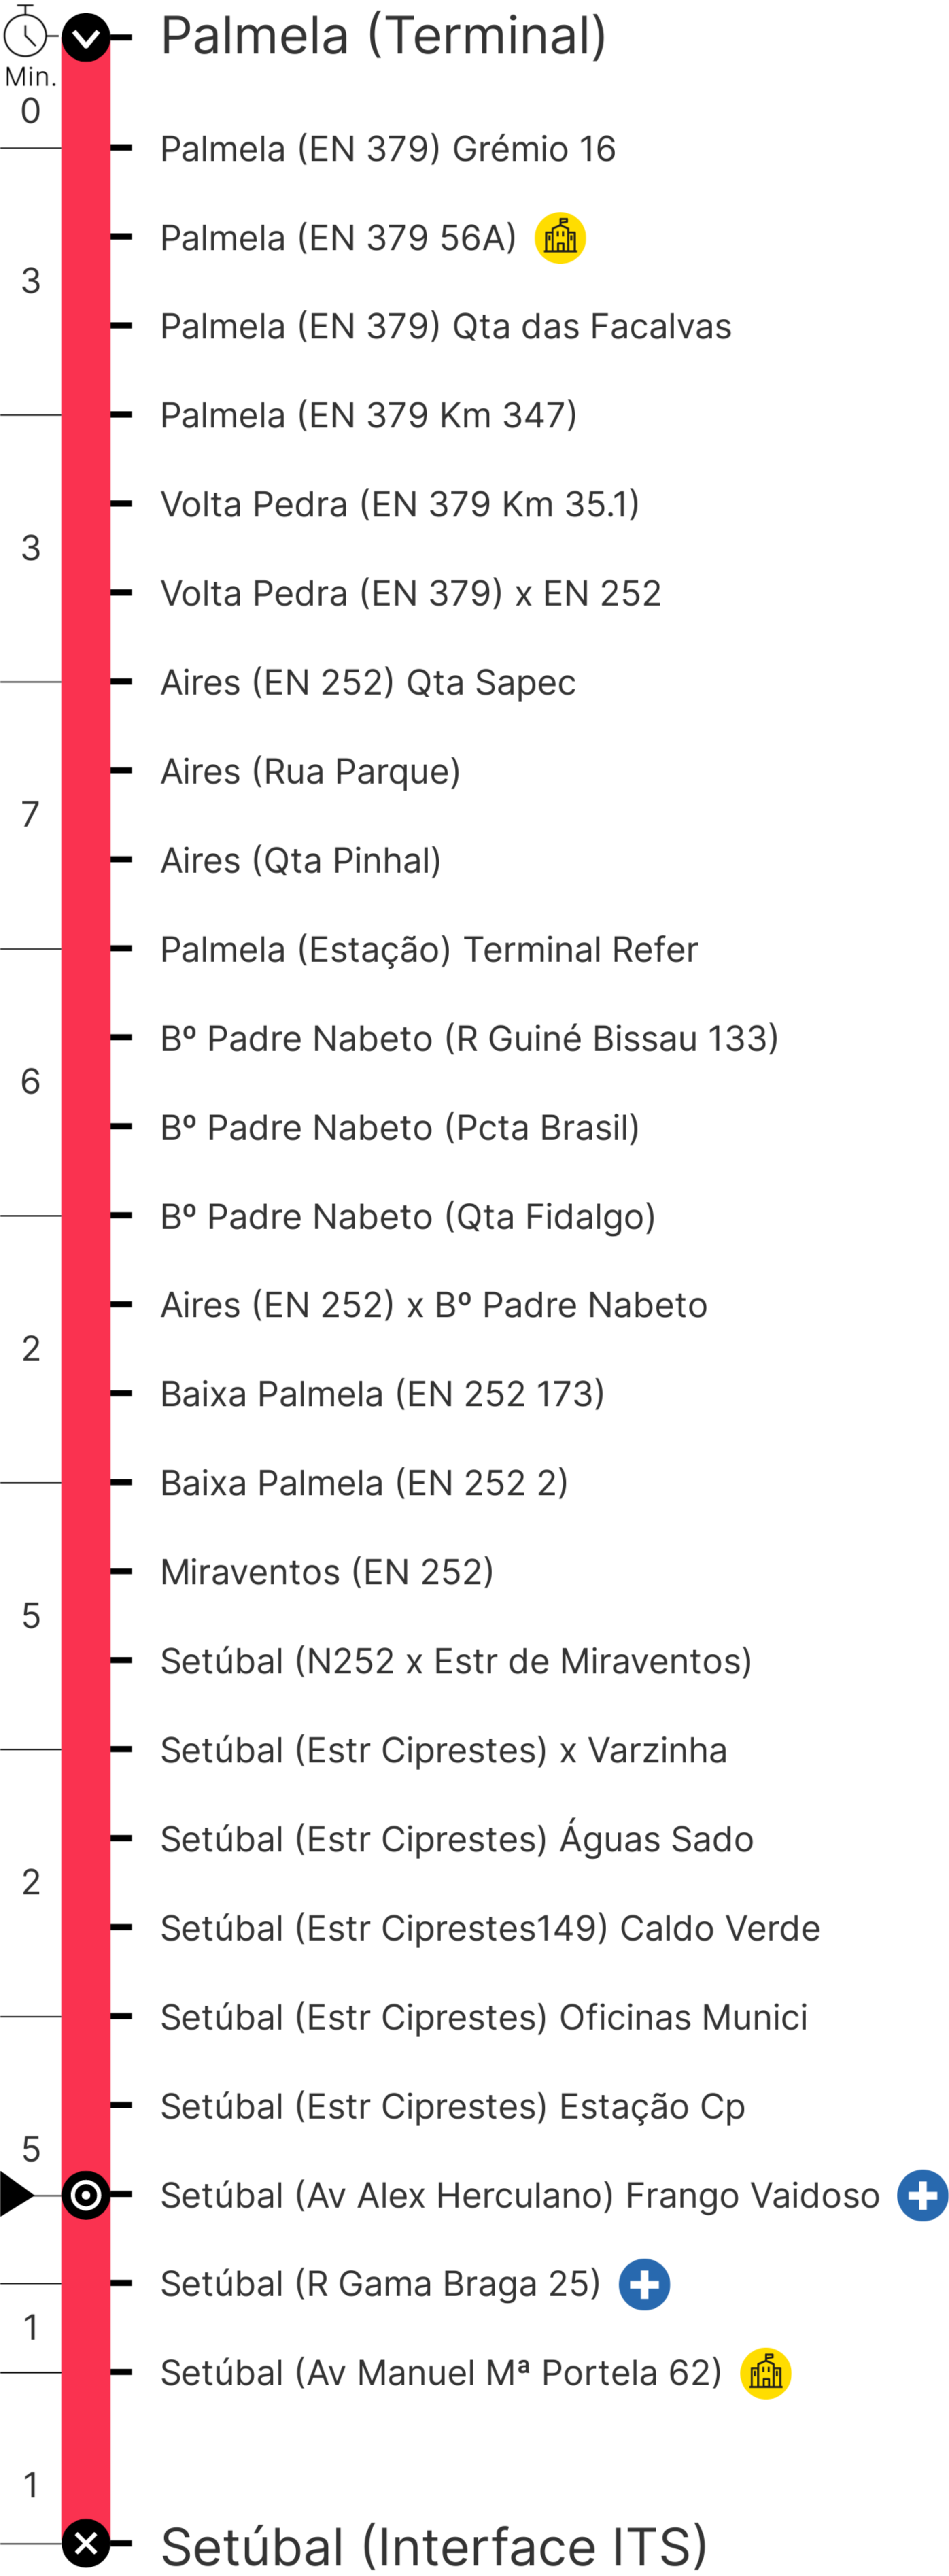 Palmela (Terminal)
Min.
0
Palmela (EN 379) Grémio 16
Palmela (EN 379 56A)
3
Palmela (EN 379) Qta das Facalvas
Palmela (EN 379 Km 347)
Volta Pedra (EN 379 Km 35.1)
3
Volta Pedra (EN 379) x EN 252
Aires (EN 252) Qta Sapec
Aires (Rua Parque)
7
Aires (Qta Pinhal)
Palmela (Estação) Terminal Refer
Bº Padre Nabeto (R Guiné Bissau 133)
6
Bº Padre Nabeto (Pcta Brasil)
Bº Padre Nabeto (Qta Fidalgo)
Aires (EN 252) x Bº Padre Nabeto
2
Baixa Palmela (EN 252 173)
Baixa Palmela (EN 252 2)
Miraventos (EN 252)
5
Setúbal (N252 x Estr de Miraventos)
Setúbal (Estr Ciprestes) x Varzinha
Setúbal (Estr Ciprestes) Águas Sado
2
Setúbal (Estr Ciprestes149) Caldo Verde
Setúbal (Estr Ciprestes) Oficinas Munici
Setúbal (Estr Ciprestes) Estação Cp
5
Setúbal (Av Alex Herculano) Frango Vaidoso
Setúbal (R Gama Braga 25)
1
Setúbal (Av Manuel Mª Portela 62)
1
Setúbal (Interface ITS)